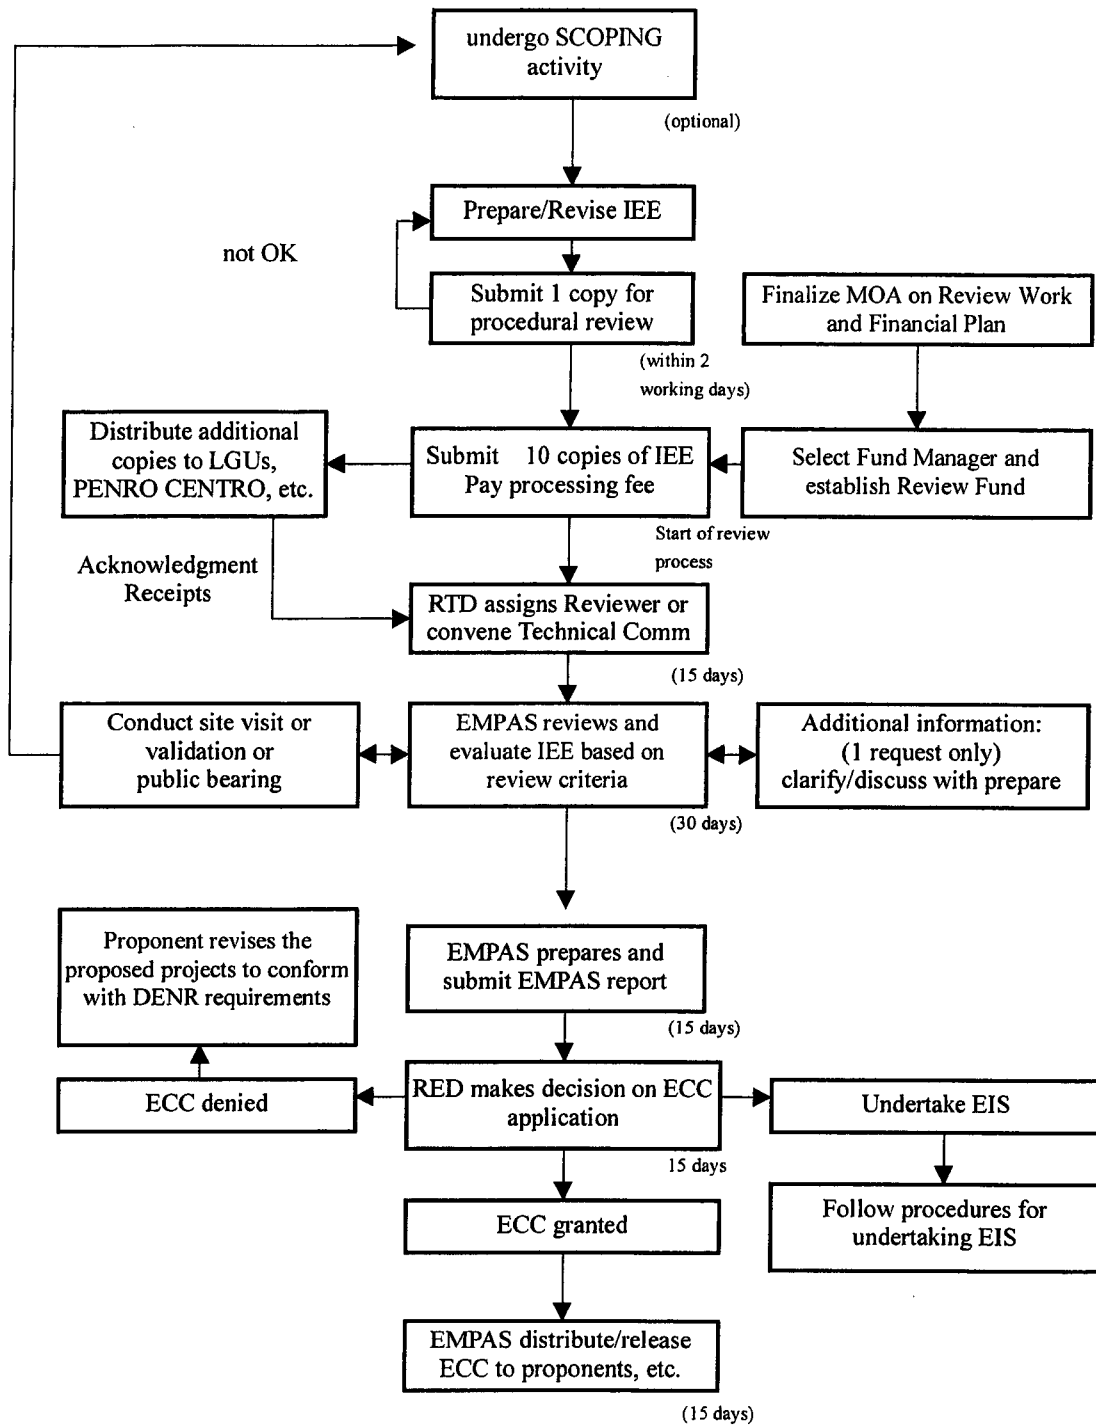 undergo SCOPING
activity
(optional)
Prepare/Revise IEE
not OK
Submit 1 copy for
procedural review
Finalize MOA on Review Work
and Financial Plan
(within 2
working days)
Distribute additional
copies to LGUs,
PENRO CENTRO, etc.
Submit 10 copies of IEE
Pay processing fee
Select Fund Manager and
establish Review Fund
Start of review
process
Acknowledgment
Receipts
RTD assigns Reviewer or
convene Technical Comm
(15 days)
Conduct site visit or
validation or
public bearing
EMPAS reviews and
evaluate IEE based on
review criteria
Additional information:
(1 request only)
clarify/discuss with prepare
(30 days)
Proponent revises the
proposed projects to conform
with DENR requirements
EMPAS prepares and
submit EMPAS report
(15 days)
ECC denied
RED makes decision on ECC
application
Undertake EIS
15 days
ECC granted
Follow procedures for
undertaking EIS
EMPAS distribute/release
ECC to proponents, etc.
(15 days)